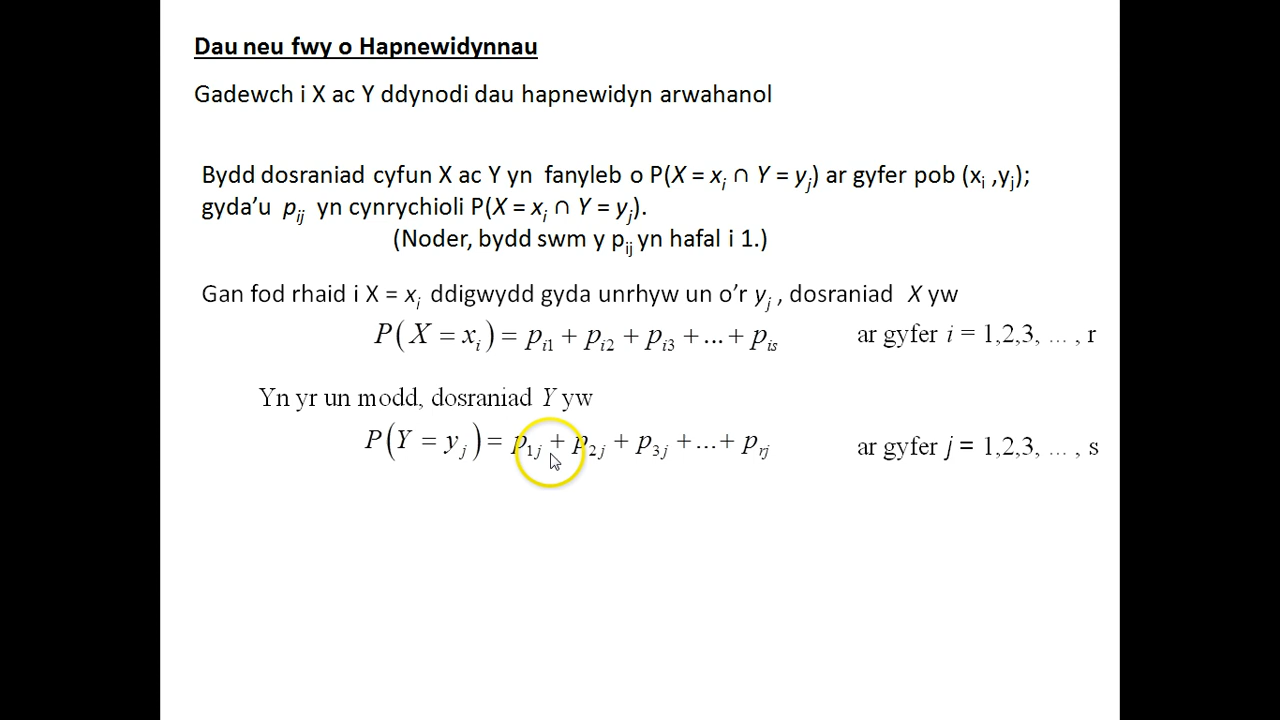 Dau neu fwy o Hapnewidynnau
Gadewch i X ac Y ddynodi dau hapnewidyn arwahanol
Bydd dosraniad cyfun X ac Y yn fanyleb o P(X = xᵢ ∩ Y = yⱼ) ar gyfer pob (xᵢ ,yⱼ);
gyda’u pᵢⱼ yn cynrychioli P(X = xᵢ ∩ Y = yⱼ).
(Noder, bydd swm y pᵢⱼ yn hafal i 1.)
Gan fod rhaid i X = xᵢ ddigwydd gyda unrhyw un o’r yⱼ , dosraniad X yw
P(X = xᵢ) = pᵢ₁ + pᵢ₂ + pᵢ₃ + ... + pᵢₛ ar gyfer i = 1,2,3, ... , r
Yn yr un modd, dosraniad Y yw
P(Y = yⱼ) = p₁ⱼ + p₂ⱼ + p₃ⱼ + ... + pᵣⱼ ar gyfer j = 1,2,3, ... , s